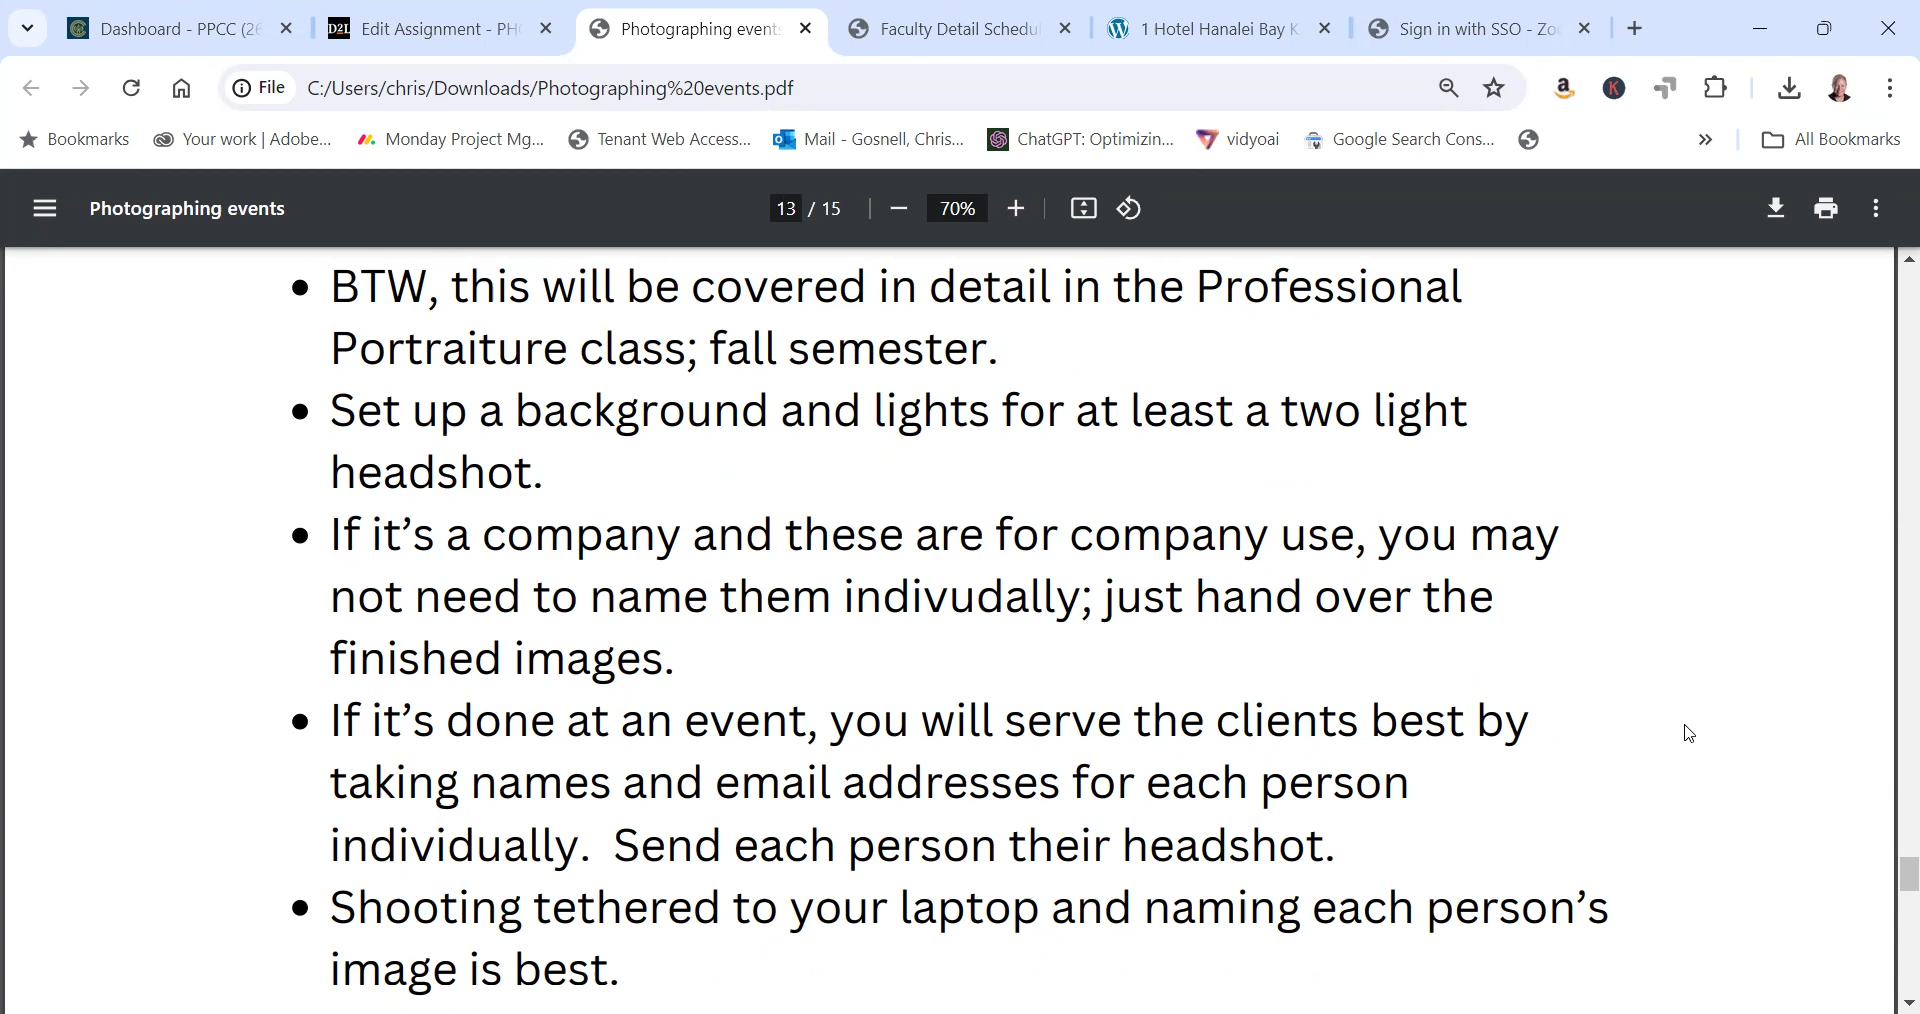 Dashboard - PPCC (26
D2L Edit Assignment - PH
Photographing event
Faculty Detail Schedul
1 Hotel Hanalei Bay K
Sign in with SSO - Zo
File C:/Users/chris/Downloads/Photographing%20events.pdf
Bookmarks Your work | Adobe... Monday Project Mg... Tenant Web Access... Mail - Gosnell, Chris... ChatGPT: Optimizin... vidyoai Google Search Cons... » All Bookmarks
Photographing events 13 / 15 70%
• BTW, this will be covered in detail in the Professional
Portraiture class; fall semester.
• Set up a background and lights for at least a two light
headshot.
• If it’s a company and these are for company use, you may
not need to name them indivudally; just hand over the
finished images.
• If it’s done at an event, you will serve the clients best by
taking names and email addresses for each person
individually. Send each person their headshot.
• Shooting tethered to your laptop and naming each person’s
image is best.